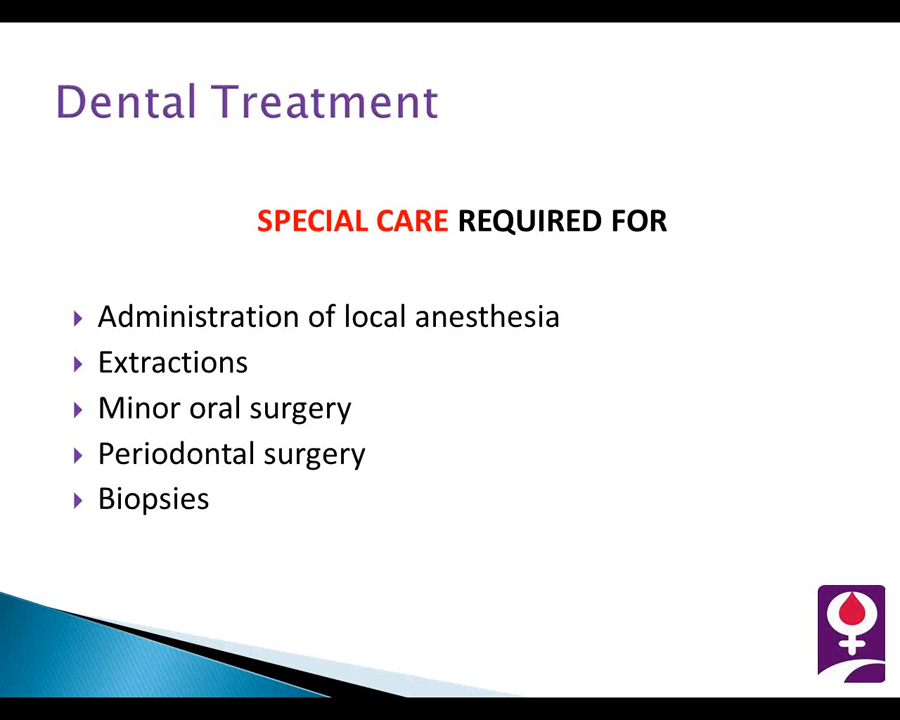 Dental Treatment
SPECIAL CARE REQUIRED FOR
Administration of local anesthesia
Extractions
Minor oral surgery
Periodontal surgery
Biopsies